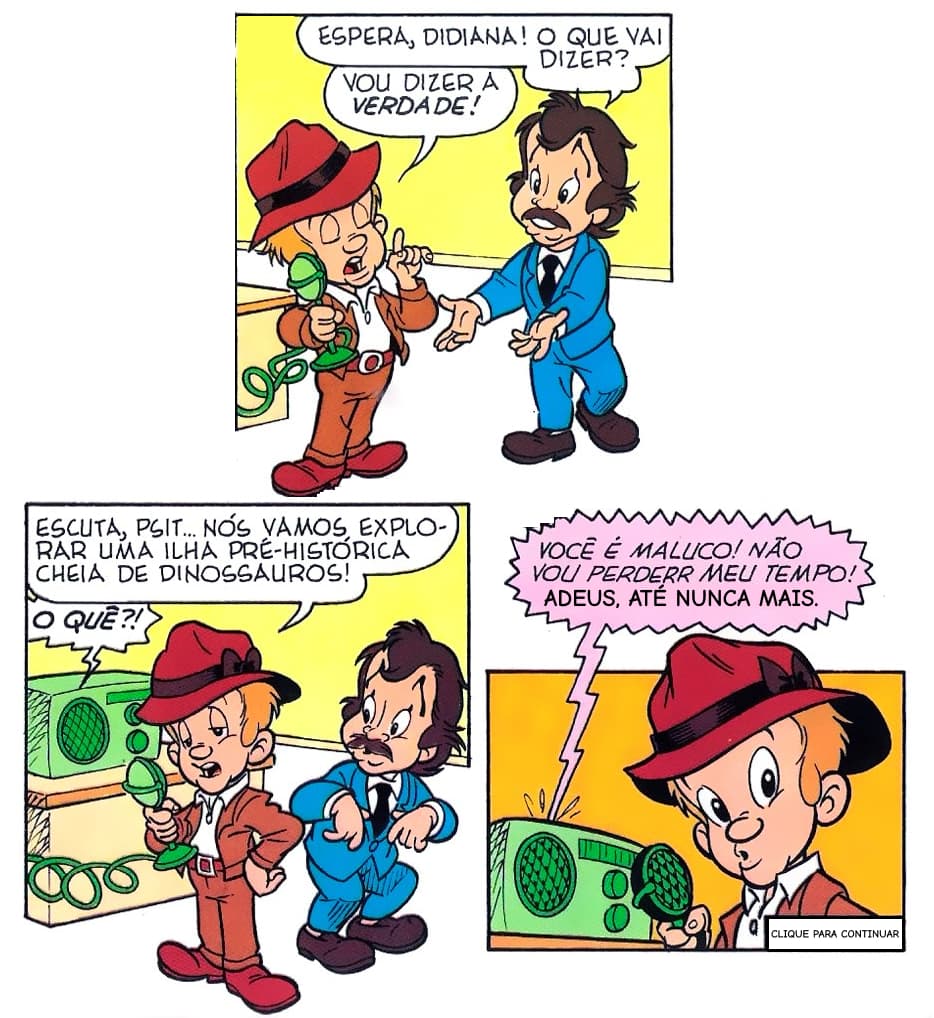 ESPERA, DIDIANA! O QUE VAI
DIZER?
VOU DIZER A
VERDADE!
ESCUTA, PSIT... NÓS VAMOS EXPLO-
RAR UMA ILHA PRÉ-HISTÓRICA
CHEIA DE DINOSSAUROS!
O QUÊ?!
VOCÊ É MALUCO! NÃO
VOU PERDERR MEU TEMPO!
ADEUS, ATÉ NUNCA MAIS.
CLIQUE PARA CONTINUAR